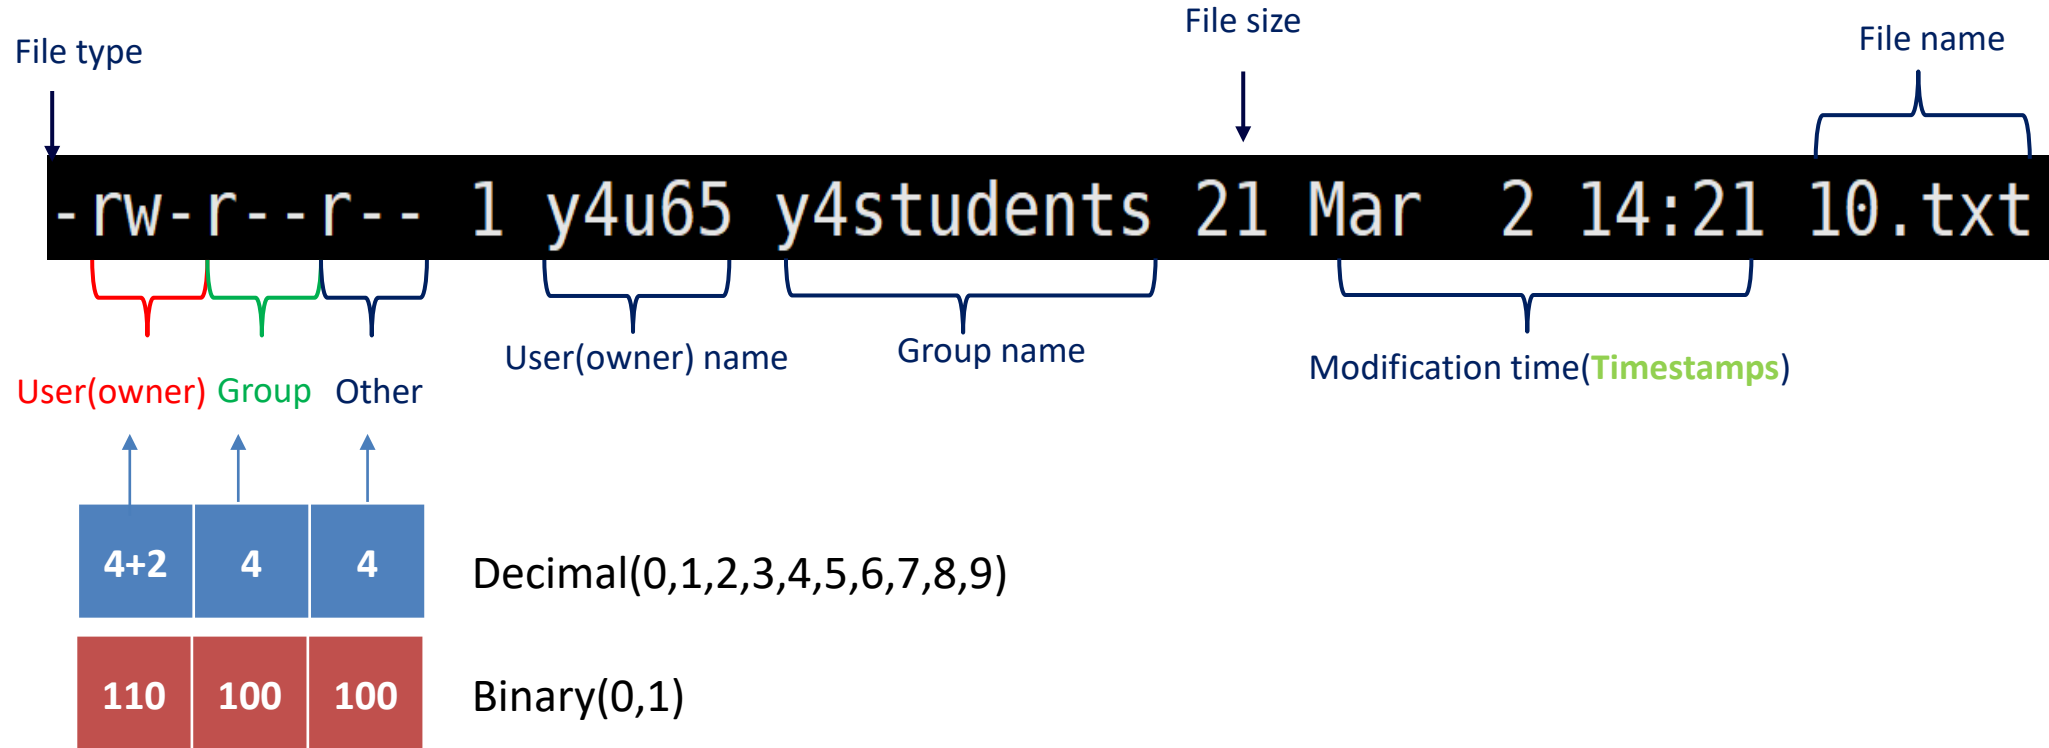 File size
File type
File name
-rw-r--r-- 1 y4u65 y4students 21 Mar  2 14:21 10.txt
User(owner) name
Group name
Modification time(Timestamps)
User(owner) Group Other
4+2 4 4 Decimal(0,1,2,3,4,5,6,7,8,9)
110 100 100 Binary(0,1)